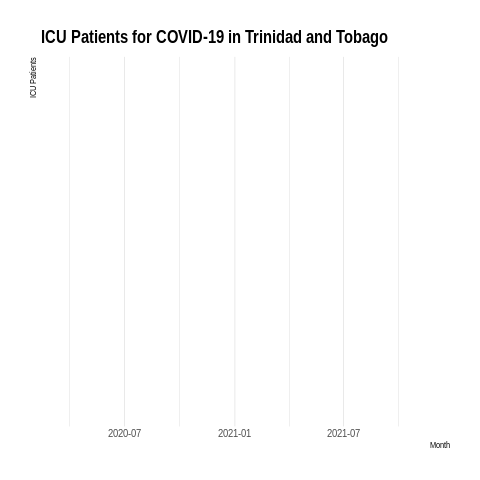 ICU Patients for COVID-19 in Trinidad and Tobago
ICU Patients
2020-07
2021-01
2021-07
Month